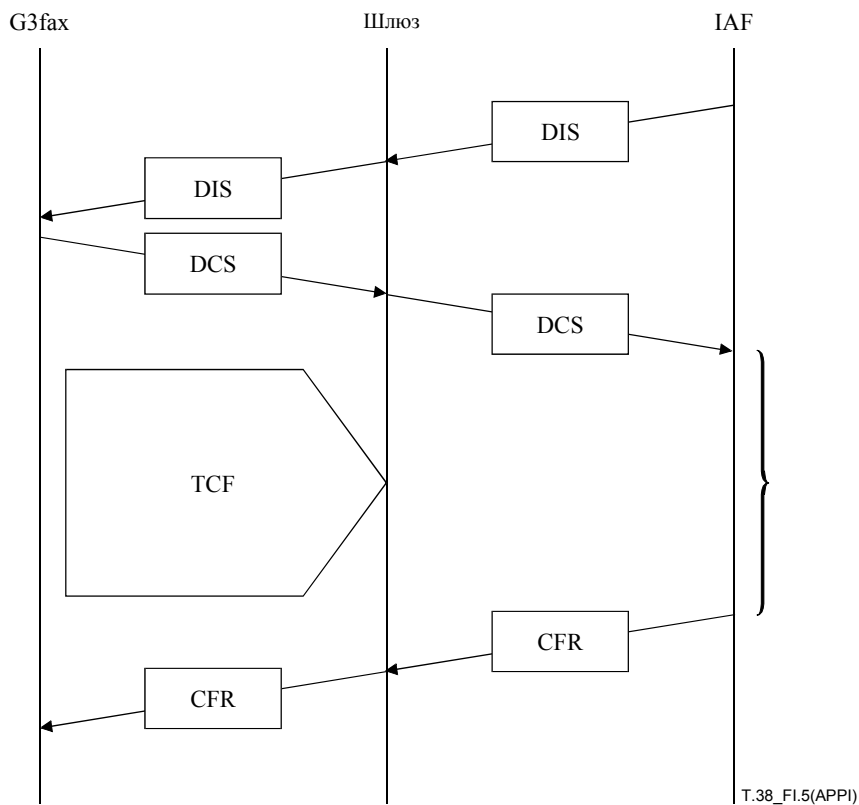 G3fax Шлюз IAF
DIS
DIS
DCS
DCS
TCF
CFR
CFR
T.38_FI.5(APPI)